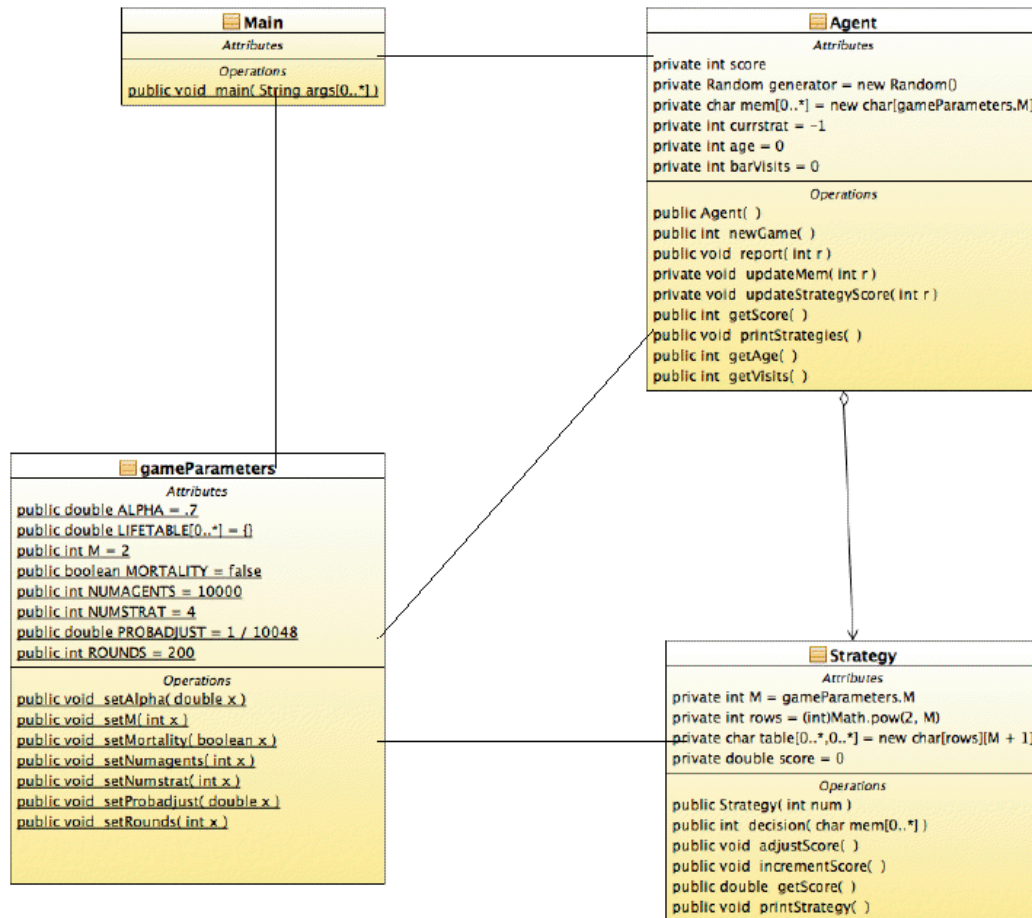 Main
Attributes
Operations
public void main( String args[0..*] )
Agent
Attributes
private int score
private Random generator = new Random()
private char mem[0..*] = new char[gameParameters.M]
private int currstrat = -1
private int age = 0
private int barVisits = 0
Operations
public Agent( )
public int newGame( )
public void report( int r )
private void updateMem( int r )
private void updateStrategyScore( int r )
public int getScore( )
public void printStrategies( )
public int getAge( )
public int getVisits( )
gameParameters
Attributes
public double ALPHA = .7
public double LIFETABLE[0..*] = {}
public int M = 2
public boolean MORTALITY = false
public int NUMAGENTS = 10000
public int NUMSTRAT = 4
public double PROBADJUST = 1 / 10048
public int ROUNDS = 200
Operations
public void setAlpha( double x )
public void setM( int x )
public void setMortality( boolean x )
public void setNumagents( int x )
public void setNumstrat( int x )
public void setProbadjust( double x )
public void setRounds( int x )
Strategy
Attributes
private int M = gameParameters.M
private int rows = (int)Math.pow(2, M)
private char table[0..*,0..*] = new char[rows][M + 1]
private double score = 0
Operations
public Strategy( int num )
public int decision( char mem[0..*] )
public void adjustScore( )
public void incrementScore( )
public double getScore( )
public void printStrategy( )